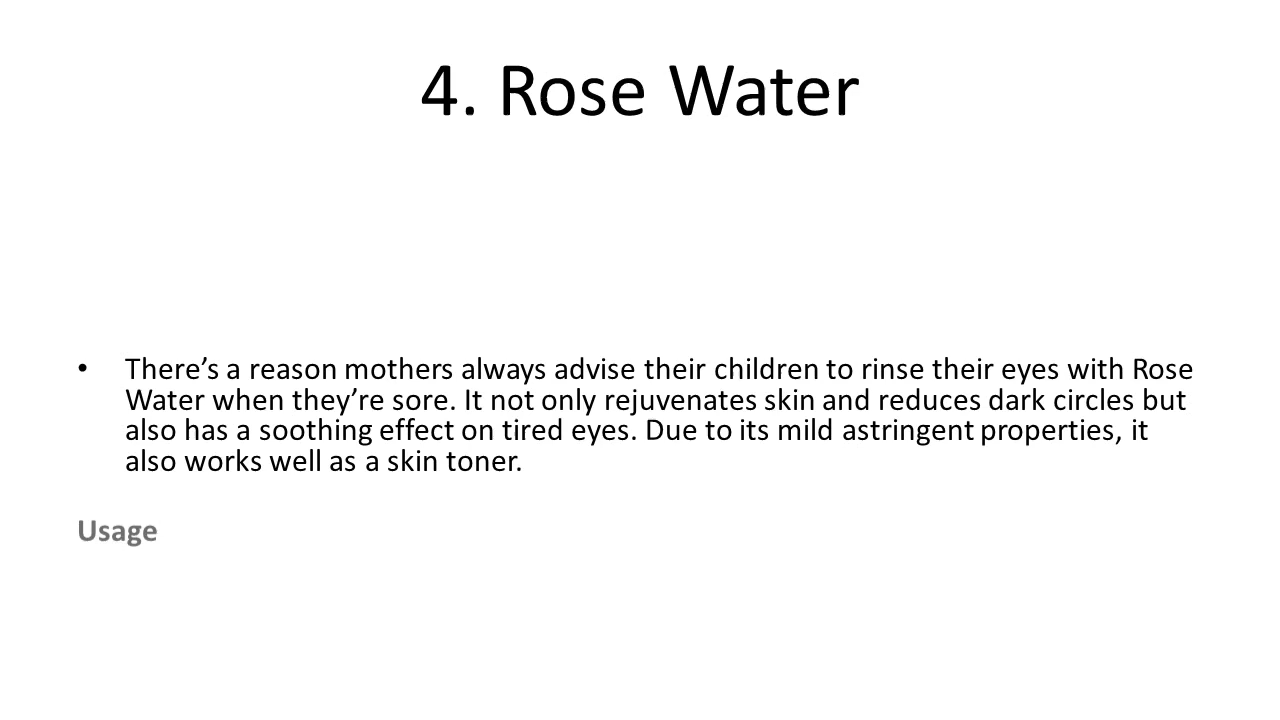 4. Rose Water
• There’s a reason mothers always advise their children to rinse their eyes with Rose
Water when they’re sore. It not only rejuvenates skin and reduces dark circles but
also has a soothing effect on tired eyes. Due to its mild astringent properties, it
also works well as a skin toner.
Usage